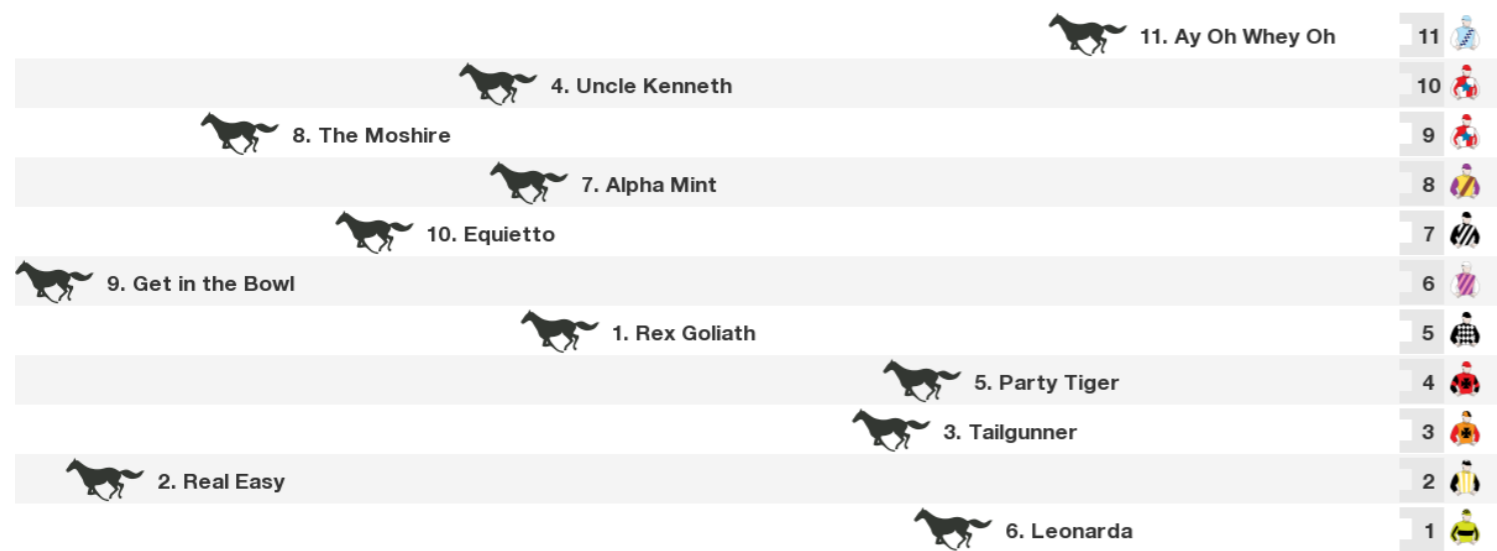 11. Ay Oh Whey Oh 11
4. Uncle Kenneth 10
8. The Moshire 9
7. Alpha Mint 8
10. Equietto 7
9. Get in the Bowl 6
1. Rex Goliath 5
5. Party Tiger 4
3. Tailgunner 3
2. Real Easy 2
6. Leonarda 1